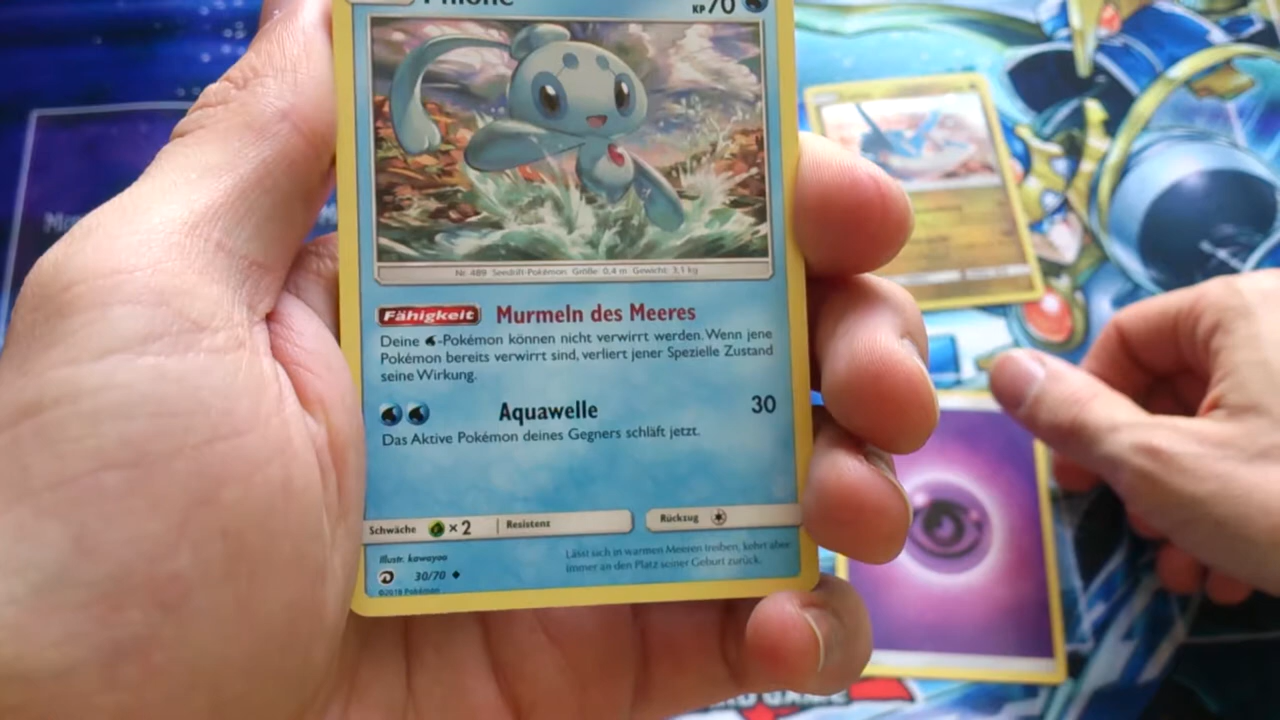 Phione KP70
Nr. 489 Seedrift-Pokémon Größe: 0,4 m Gewicht: 3,1 kg
Fähigkeit Murmeln des Meeres
Deine -Pokémon können nicht verwirrt werden. Wenn jene
Pokémon bereits verwirrt sind, verliert jener Spezielle Zustand
seine Wirkung.
Aquawelle 30
Das Aktive Pokémon deines Gegners schläft jetzt.
Schwäche ×2 Resistenz Rückzug
Illustr. kawayoo
Lässt sich in warmen Meeren treiben, kehrt aber
immer an den Platz seiner Geburt zurück.
30/70
©2018 Pokémon